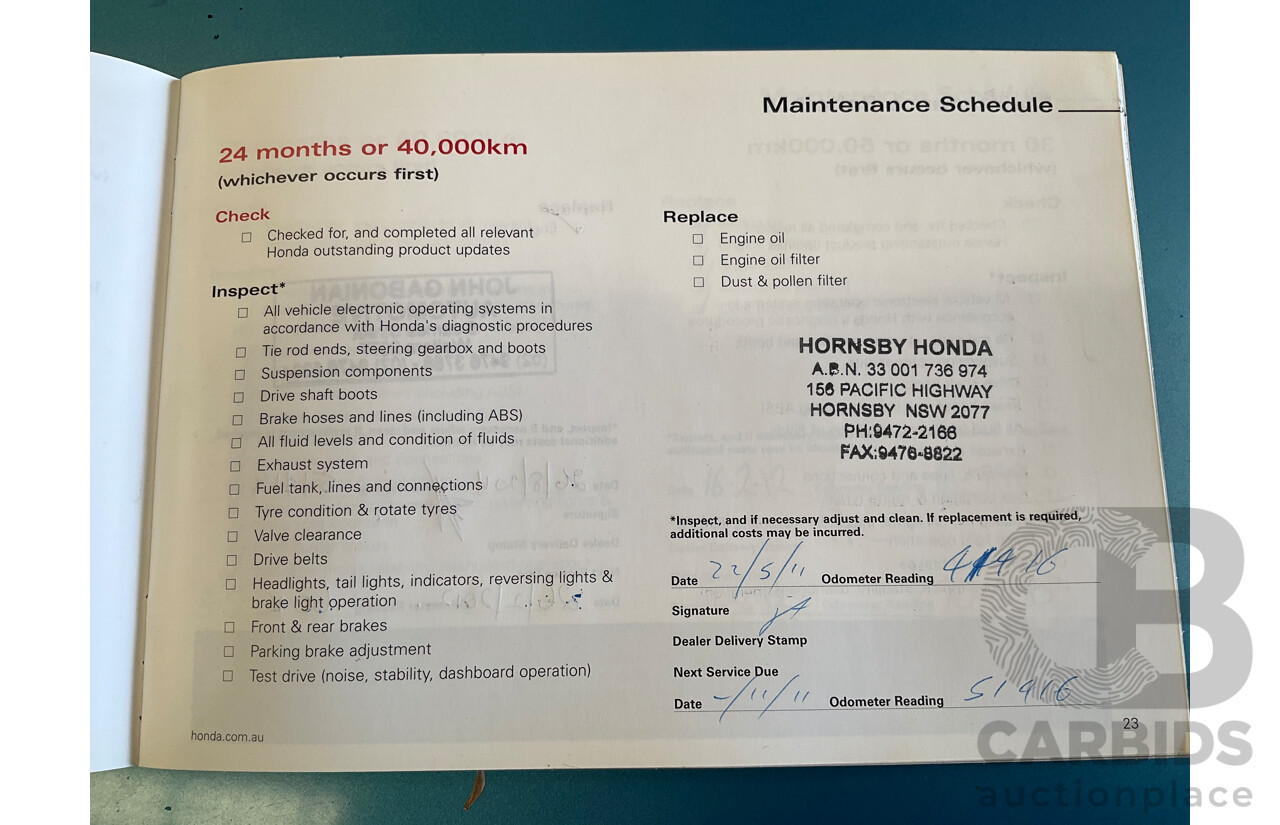 Maintenance Schedule
24 months or 40,000km
(whichever occurs first)
Check
Checked for, and completed all relevant
Honda outstanding product updates
Inspect*
All vehicle electronic operating systems in
accordance with Honda's diagnostic procedures
Tie rod ends, steering gearbox and boots
Suspension components
Drive shaft boots
Brake hoses and lines (including ABS)
All fluid levels and condition of fluids
Exhaust system
Fuel tank, lines and connections
Tyre condition & rotate tyres
Valve clearance
Drive belts
Headlights, tail lights, indicators, reversing lights &
brake light operation
Front & rear brakes
Parking brake adjustment
Test drive (noise, stability, dashboard operation)
honda.com.au
Replace
Engine oil
Engine oil filter
Dust & pollen filter
HORNSBY HONDA
A.B.N. 33 001 736 974
156 PACIFIC HIGHWAY
HORNSBY NSW 2077
PH:9472-2166
FAX:9476-8822
*Inspect, and if necessary adjust and clean. If replacement is required,
additional costs may be incurred.
Date 22/5/11 Odometer Reading
Signature
Dealer Delivery Stamp
Next Service Due
Date -/11/11 Odometer Reading 51916
23
CB
CARBIDS
auctionplace